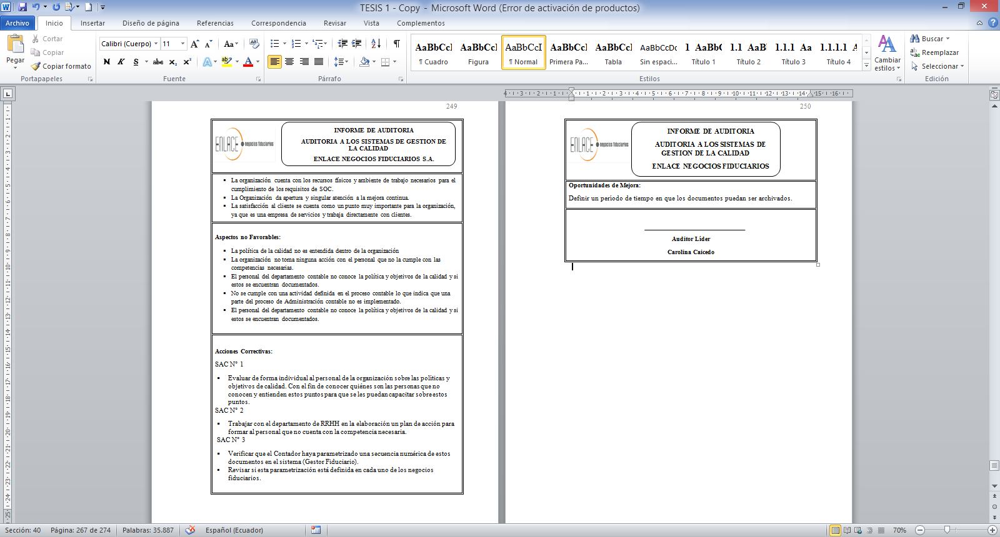 TESIS 1 - Copy - Microsoft Word (Error de activación de productos)
Archivo Inicio Insertar Diseño de página Referencias Correspondencia Revisar Vista Complementos
Pegar
Cortar
Copiar
Copiar formato
Portapapeles
Calibri (Cuerpo) 11
N K S abc x₂ x²
Fuente
Párrafo
AaBbCcI AaBbCcI AaBbCcI AaBbCcI AaBbCcI AaBbCcDc 1 AaBbC 1.1 AaB 1.1.1 Aa 1.1.1.1 A
¶ Cuadro Figura ¶ Normal Primera Pa... Tabla Sin espaci... Título 1 Título 2 Título 3 Título 4
Estilos
Cambiar
estilos
Buscar
Reemplazar
Seleccionar
Edición
249
ENLACE negocios fiduciarios
INFORME DE AUDITORIA
AUDITORIA A LOS SISTEMAS DE GESTION DE
LA CALIDAD
ENLACE NEGOCIOS FIDUCIARIOS S.A.
▪ La organización cuenta con los recursos físicos y ambiente de trabajo necesarios para el
cumplimiento de los requisitos de SGC.
▪ La Organización da apertura y singular atención a la mejora continua.
▪ La satisfacción al cliente se cuenta como un punto muy importante para la organización,
ya que es una empresa de servicios y trabaja directamente con clientes.
Aspectos no Favorables:
▪ La política de la calidad no es entendida dentro de la organización
▪ La organización no toma ninguna acción con el personal que no la cumple con las
competencias necesarias.
▪ El personal del departamento contable no conoce la política y objetivos de la calidad y si
estos se encuentran documentados.
▪ No se cumple con una actividad definida en el proceso contable lo que indica que una
parte del proceso de Administración contable no es implementado.
▪ El personal del departamento contable no conoce la política y objetivos de la calidad y si
estos se encuentran documentados.
Acciones Correctivas:
SAC N° 1
▪ Evaluar de forma individual al personal de la organización sobre las políticas y
objetivos de calidad. Con el fin de conocer quiénes son las personas que no
conocen y entienden estos puntos para que se les puedan capacitar sobre estos
puntos.
SAC N° 2
▪ Trabajar con el departamento de RRHH en la elaboración un plan de acción para
formar al personal que no cuenta con la competencia necesaria.
SAC N° 3
▪ Verificar que el Contador haya parametrizado una secuencia numérica de estos
documentos en el sistema (Gestor Fiduciario).
▪ Revisar si esta parametrización está definida en cada uno de los negocios
fiduciarios.
250
ENLACE negocios fiduciarios
INFORME DE AUDITORIA
AUDITORIA A LOS SISTEMAS DE
GESTION DE LA CALIDAD
ENLACE NEGOCIOS FIDUCIARIOS
Oportunidades de Mejora:
Definir un período de tiempo en que los documentos puedan ser archivados.
Auditor Líder
Carolina Caicedo
Sección: 40 Página: 267 de 274 Palabras: 35.887 Español (Ecuador) 70%